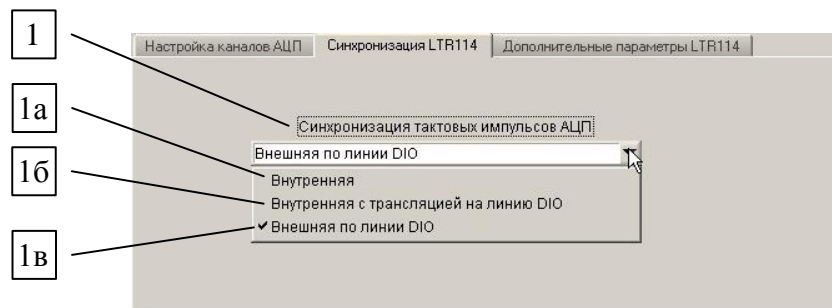 1
Настройка каналов АЦП Синхронизация LTR114 Дополнительные параметры LTR114
1а
Синхронизация тактовых импульсов АЦП
Внешняя по линии DIO
1б
Внутренняя
Внутренняя с трансляцией на линию DIO
1в
Внешняя по линии DIO